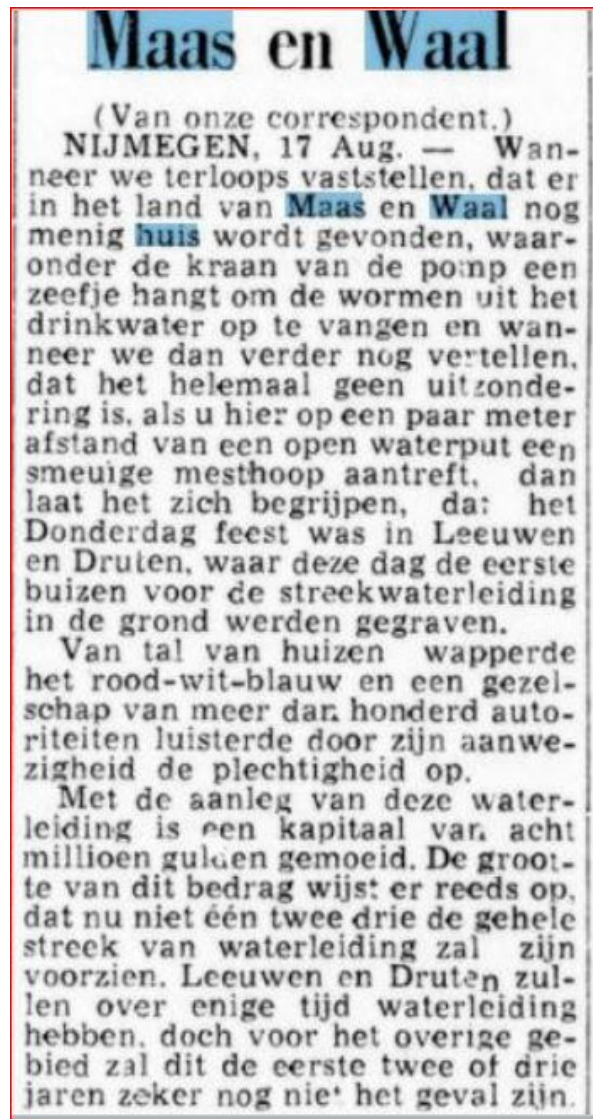 Maas en Waal
(Van onze correspondent.)
NIJMEGEN, 17 Aug. — Wan-
neer we terloops vaststellen, dat er
in het land van Maas en Waal nog
menig huis wordt gevonden, waar-
onder de kraan van de pomp een
zeefje hangt om de wormen uit het
drinkwater op te vangen en wan-
neer we dan verder nog vertellen,
dat het helemaal geen uitzonde-
ring is, als u hier op een paar meter
afstand van een open waterput een
smeuige mesthoop aantreft, dan
laat het zich begrijpen, dat het
Donderdag feest was in Leeuwen
en Druten, waar deze dag de eerste
buizen voor de streekwaterleiding
in de grond werden gegraven.
Van tal van huizen wapperde
het rood-wit-blauw en een gezel-
schap van meer dan honderd auto-
riteiten luisterde door zijn aanwe-
zigheid de plechtigheid op.
Met de aanleg van deze water-
leiding is een kapitaal van acht
millioen gulden gemoeid. De groot-
te van dit bedrag wijst er reeds op,
dat nu niet één twee drie de gehele
streek van waterleiding zal zijn
voorzien. Leeuwen en Druten zul-
len over enige tijd waterleiding
hebben, doch voor het overige ge-
bied zal dit de eerste twee of drie
jaren zeker nog niet het geval zijn.